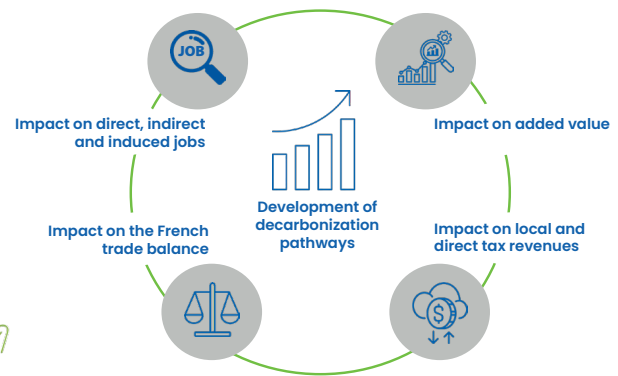 JOB
Impact on direct, indirect
and induced jobs
Impact on added value
Development of
decarbonization
pathways
Impact on the French
trade balance
Impact on local and
direct tax revenues
$